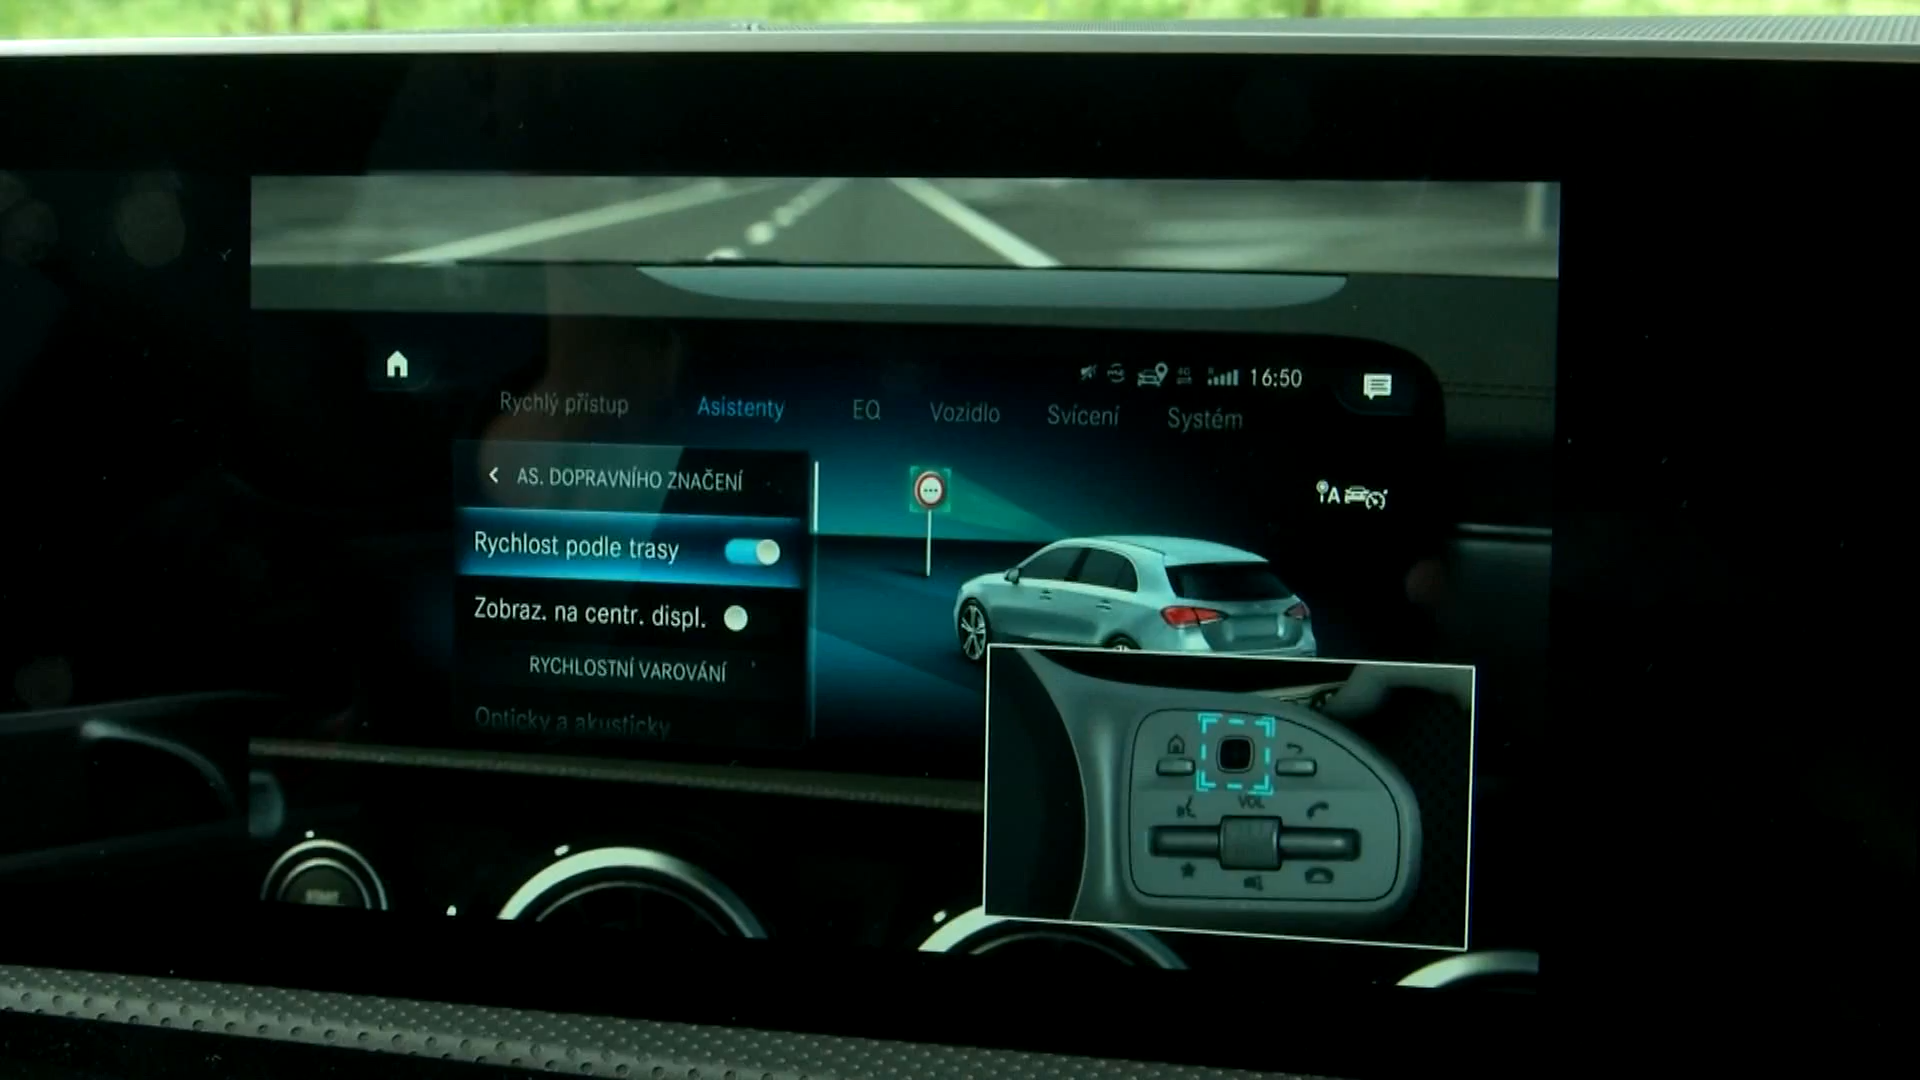 16:50
Rychlý přístup Asistenty EQ Vozidlo Svícení Systém
AS. DOPRAVNÍHO ZNAČENÍ
Rychlost podle trasy
Zobraz. na centr. displ.
RYCHLOSTNÍ VAROVÁNÍ
Opticky a akusticky
A
VOL
START